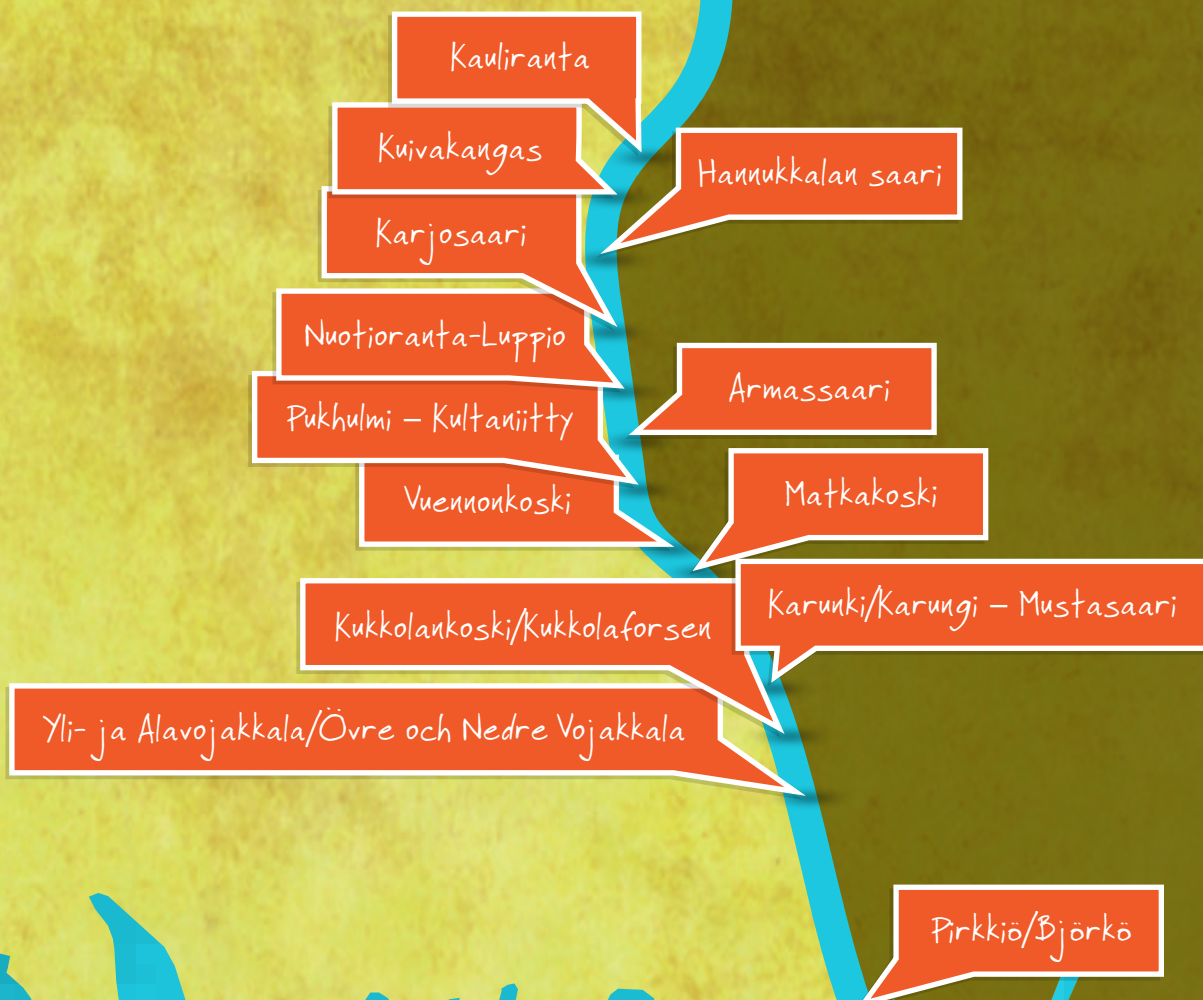 Kauliranta
Kuivakangas
Hannukkalan saari
Karjosaari
Nuotioranta-Luppio
Armassaari
Pukhulmi – Kultaniitty
Vuennonkoski
Matkakoski
Karunki/Karungi – Mustasaari
Kukkolankoski/Kukkolaforsen
Yli- ja Alavojakkala/Övre och Nedre Vojakkala
Pirkkiö/Björkö